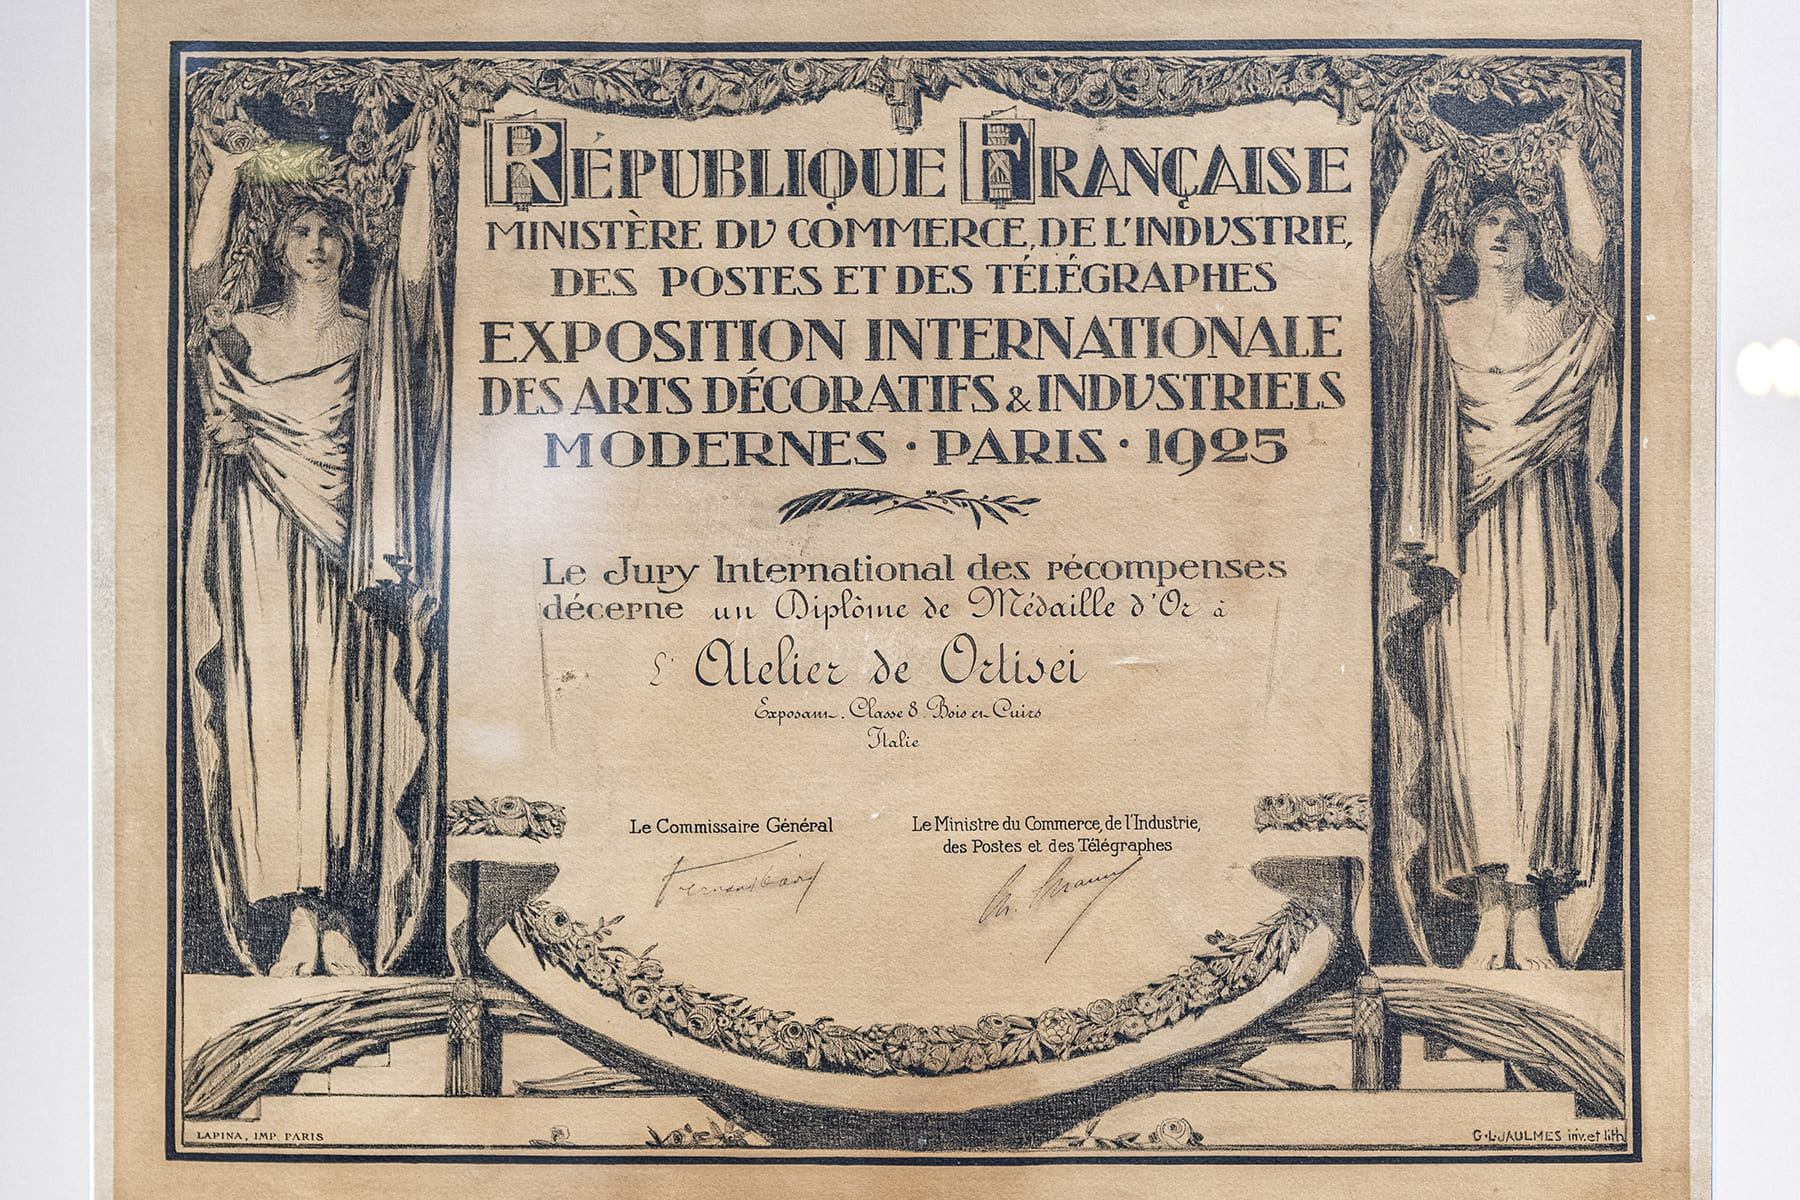 RÉPUBLIQUE FRANÇAISE
MINISTÈRE DU COMMERCE, DE L'INDUSTRIE,
DES POSTES ET DES TÉLÉGRAPHES
EXPOSITION INTERNATIONALE
DES ARTS DÉCORATIFS & INDUSTRIELS
MODERNES · PARIS · 1925
Le Jury International des récompenses
décerne un Diplôme de Médaille d'Or à
L'Atelier de Ortisei
Exposant. Classe 8. Bois et Cuirs
Italie
Le Commissaire Général
Le Ministre du Commerce, de l'Industrie,
des Postes et des Télégraphes
LAPINA, IMP. PARIS
G·L·JAULMES inv. et lith